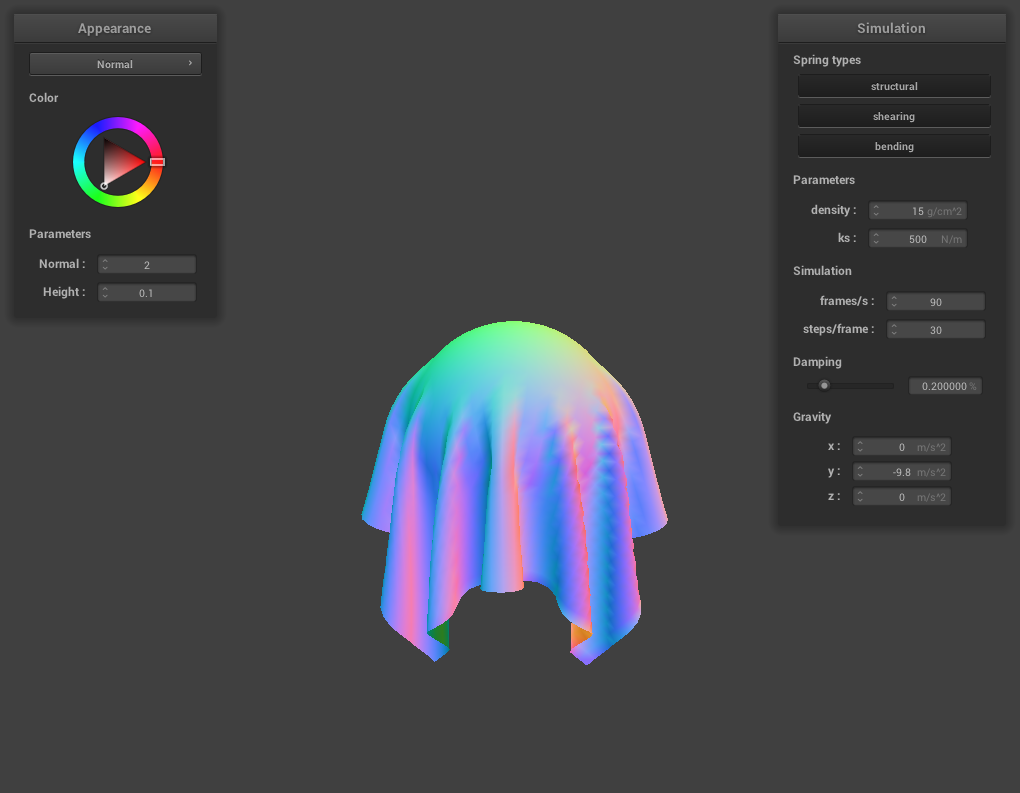 Appearance
Normal
Color
Parameters
Normal : 2
Height : 0.1
Simulation
Spring types
structural
shearing
bending
Parameters
density : 15 g/cm^2
ks : 500 N/m
Simulation
frames/s : 90
steps/frame : 30
Damping
0.200000 %
Gravity
x : 0 m/s^2
y : -9.8 m/s^2
z : 0 m/s^2